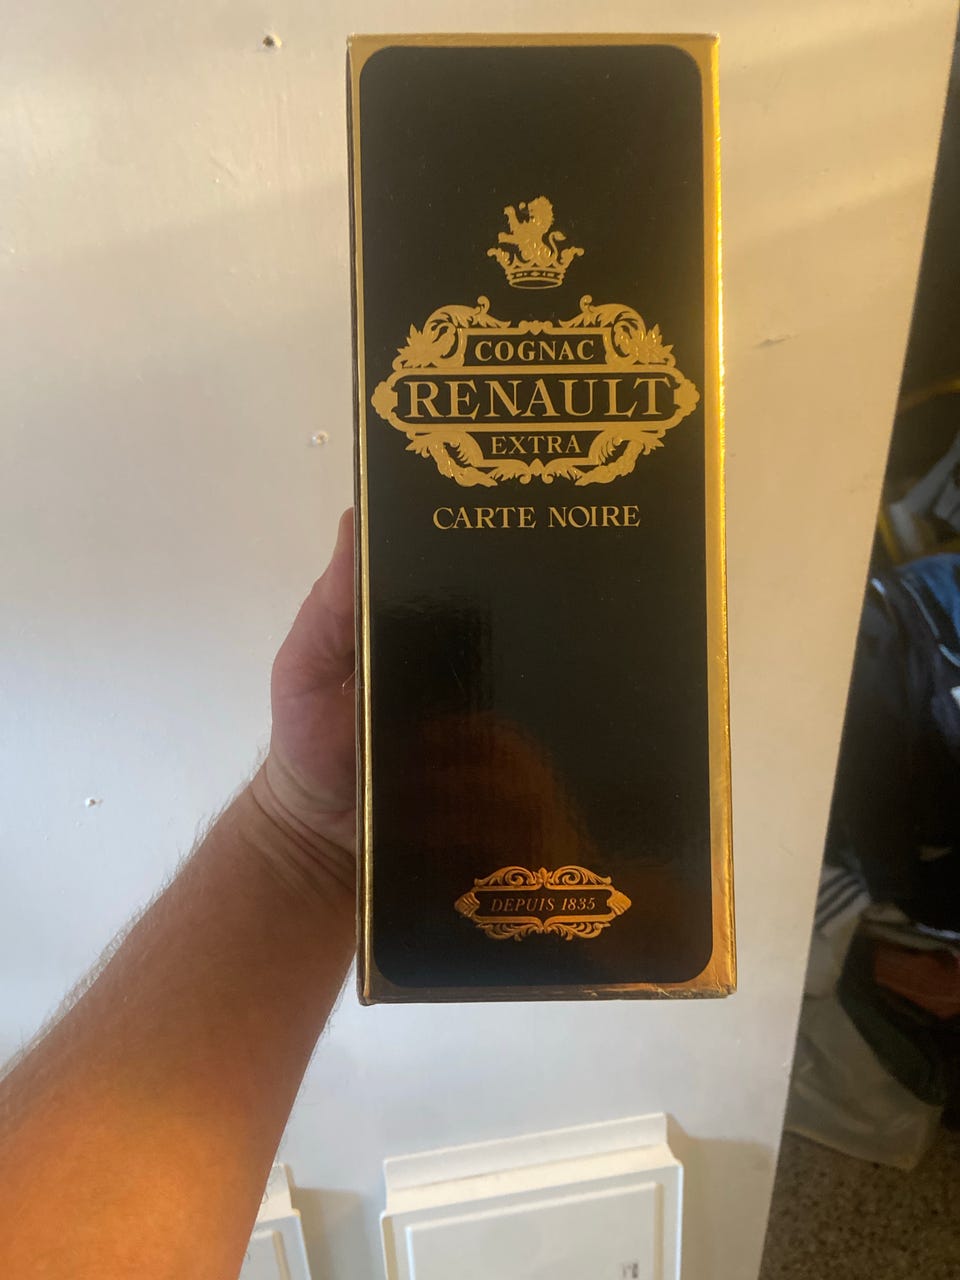 COGNAC
RENAULT
EXTRA
CARTE NOIRE
DEPUIS 1835